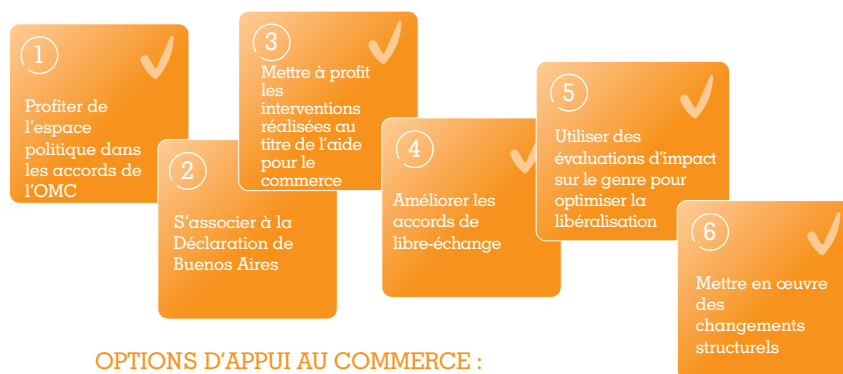 1
Profiter de
l'espace
politique dans
les accords de
l'OMC
2
S'associer à la
Déclaration de
Buenos Aires
3
Mettre à profit
les
interventions
réalisées au
titre de l'aide
pour le
commerce
4
Améliorer les
accords de
libre-échange
5
Utiliser des
évaluations d'impact
sur le genre pour
optimiser la
libéralisation
6
Mettre en œuvre
des
changements
structurels
OPTIONS D'APPUI AU COMMERCE :